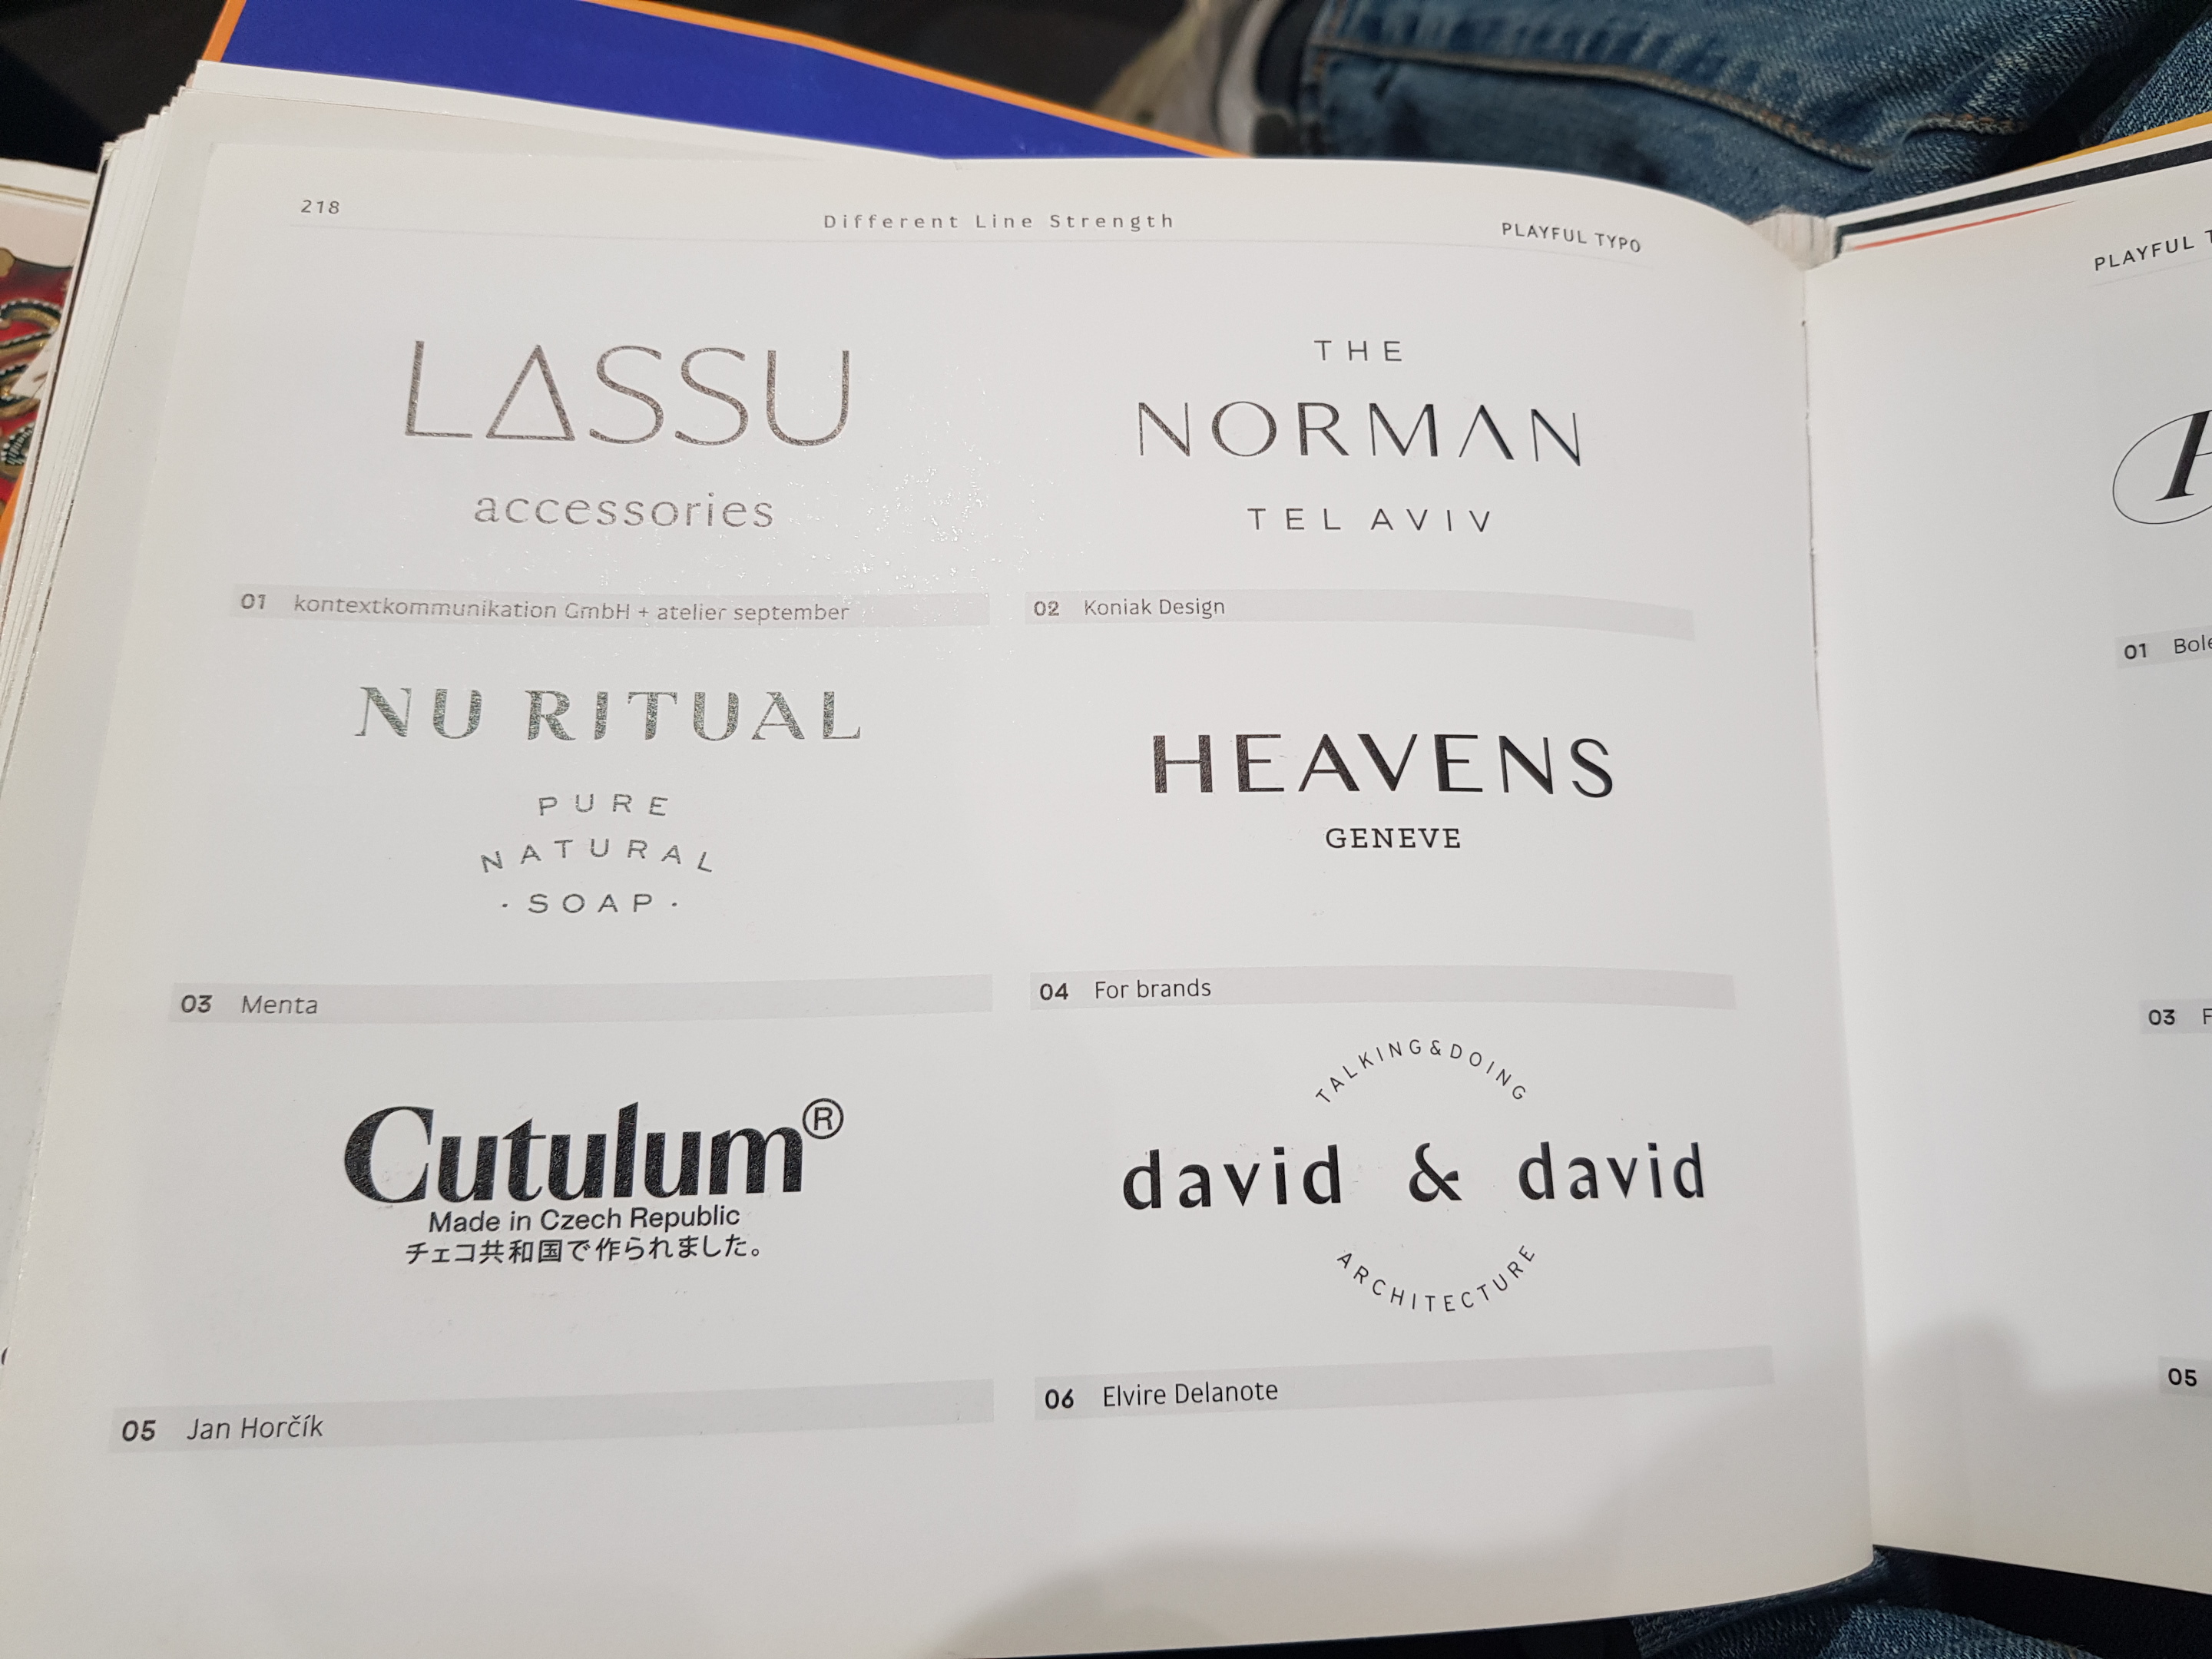 218
Different Line Strength
PLAYFUL TYPO
LASSU
accessories
THE
NORMAN
TEL AVIV
01 kontextkommunikation GmbH + atelier september
02 Koniak Design
NU RITUAL
PURE
NATURAL
· SOAP ·
HEAVENS
GENEVE
03 Menta
04 For brands
Cutulum®
Made in Czech Republic
チェコ共和国で作られました。
TALKING&DOING
david & david
ARCHITECTURE
05 Jan Horčík
06 Elvire Delanote
PLAYFUL
01
03
05